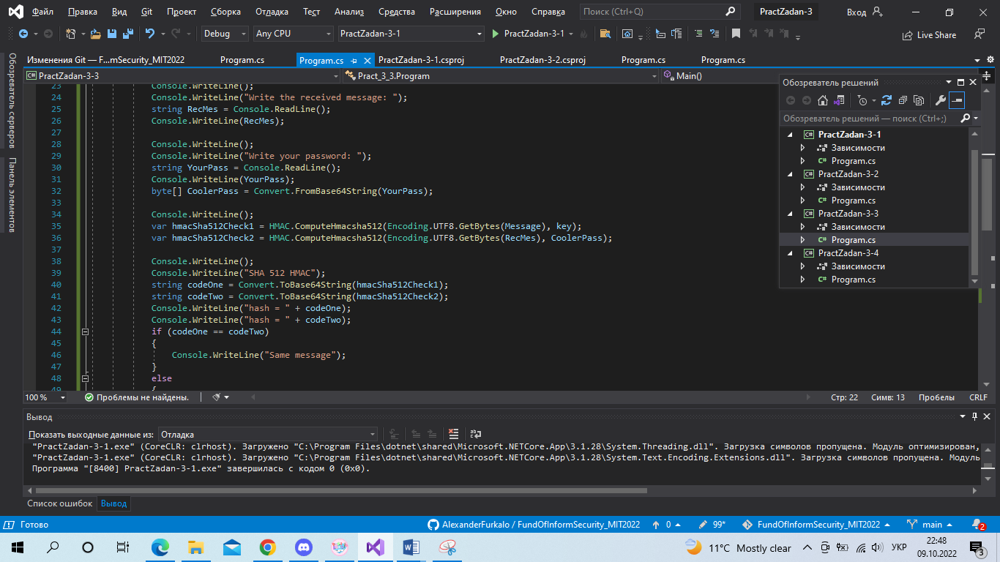 Файл Правка Вид Git Проект Сборка Отладка Тест Анализ Средства Расширения Окно Справка Поиск (Ctrl+Q) PractZadan-3 Вход
Debug Any CPU PractZadan-3-1 PractZadan-3-1 Live Share
Изменения Git — F...mSecurity_MIT2022 Program.cs Program.cs PractZadan-3-1.csproj PractZadan-3-2.csproj Program.cs Program.cs
PractZadan-3-3 Pract_3_3.Program Main()
Обозреватель серверов
Панель элементов
23 Console.WriteLine();
24 Console.WriteLine("Write the received message: ");
25 string RecMes = Console.ReadLine();
26 Console.WriteLine(RecMes);
27
28 Console.WriteLine();
29 Console.WriteLine("Write your password: ");
30 string YourPass = Console.ReadLine();
31 Console.WriteLine(YourPass);
32 byte[] CoolerPass = Convert.FromBase64String(YourPass);
33
34 Console.WriteLine();
35 var hmacSha512Check1 = HMAC.ComputeHmacsha512(Encoding.UTF8.GetBytes(Message), key);
36 var hmacSha512Check2 = HMAC.ComputeHmacsha512(Encoding.UTF8.GetBytes(RecMes), CoolerPass);
37
38 Console.WriteLine();
39 Console.WriteLine("SHA 512 HMAC");
40 string codeOne = Convert.ToBase64String(hmacSha512Check1);
41 string codeTwo = Convert.ToBase64String(hmacSha512Check2);
42 Console.WriteLine("hash = " + codeOne);
43 Console.WriteLine("hash = " + codeTwo);
44 if (codeOne == codeTwo)
45 {
46 Console.WriteLine("Same message");
47 }
48 else
49 {
Обозреватель решений
Обозреватель решений — поиск (Ctrl+;)
C# PractZadan-3-1
Зависимости
C# Program.cs
C# PractZadan-3-2
Зависимости
C# Program.cs
C# PractZadan-3-3
Зависимости
C# Program.cs
C# PractZadan-3-4
Зависимости
C# Program.cs
100 % Проблемы не найдены. Стр: 22 Симв: 13 Пробелы CRLF
Вывод
Показать выходные данные из: Отладка
"PractZadan-3-1.exe" (CoreCLR: clrhost). Загружено "C:\Program Files\dotnet\shared\Microsoft.NETCore.App\3.1.28\System.Threading.dll". Загрузка символов пропущена. Модуль оптимизирован,
"PractZadan-3-1.exe" (CoreCLR: clrhost). Загружено "C:\Program Files\dotnet\shared\Microsoft.NETCore.App\3.1.28\System.Text.Encoding.Extensions.dll". Загрузка символов пропущена. Модуль
Программа "[8400] PractZadan-3-1.exe" завершилась с кодом 0 (0x0).
Список ошибок Вывод
Готово AlexanderFurkalo / FundOfInformSecurity_MIT2022 0 99* FundOfInformSecurity_MIT2022 main 2
11°C Mostly clear УКР 22:48
09.10.2022 3